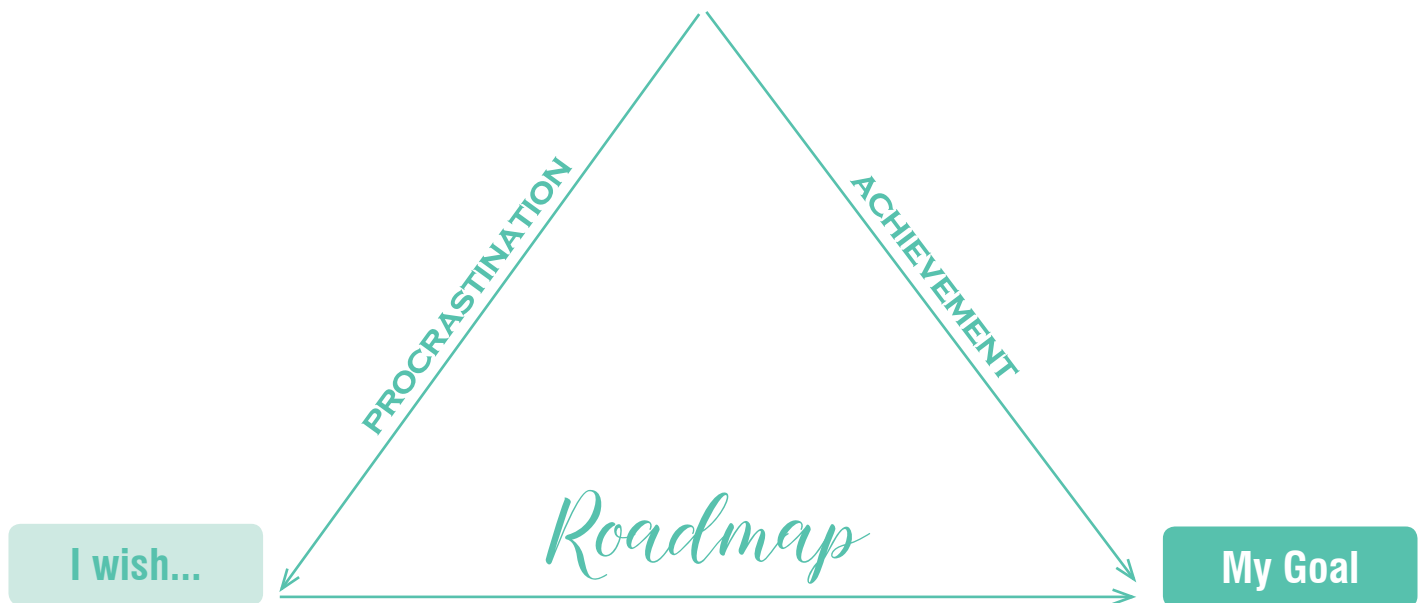 PROCRASTINATION
ACHIEVEMENT
Roadmap
I wish...
My Goal